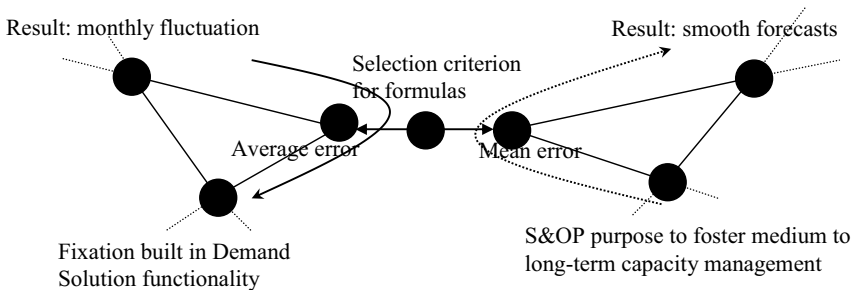 Result: monthly fluctuation
Result: smooth forecasts
Selection criterion
for formulas
Average error
Mean error
Fixation built in Demand
Solution functionality
S&OP purpose to foster medium to
long-term capacity management